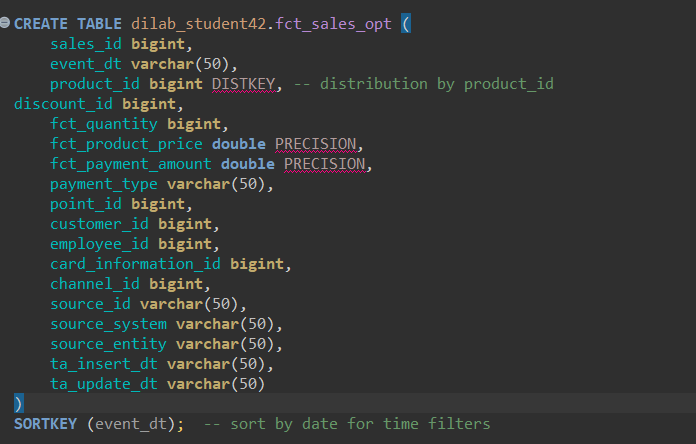 CREATE TABLE dilab_student42.fct_sales_opt (
    sales_id bigint,
    event_dt varchar(50),
    product_id bigint DISTKEY, -- distribution by product_id
discount_id bigint,
    fct_quantity bigint,
    fct_product_price double PRECISION,
    fct_payment_amount double PRECISION,
    payment_type varchar(50),
    point_id bigint,
    customer_id bigint,
    employee_id bigint,
    card_information_id bigint,
    channel_id bigint,
    source_id varchar(50),
    source_system varchar(50),
    source_entity varchar(50),
    ta_insert_dt varchar(50),
    ta_update_dt varchar(50)
)
SORTKEY (event_dt);  -- sort by date for time filters